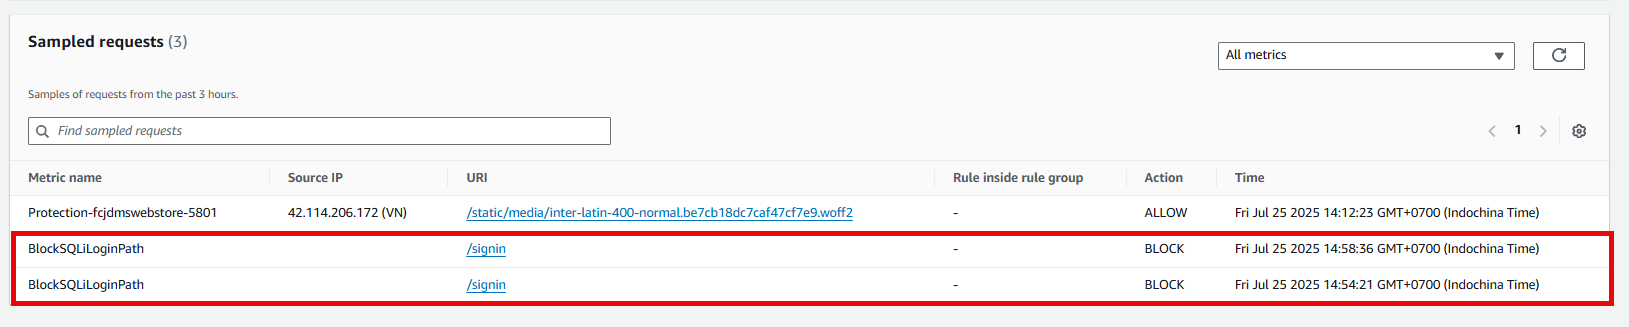 Sampled requests (3)
All metrics
Samples of requests from the past 3 hours.
Find sampled requests
1
Metric name Source IP URI Rule inside rule group Action Time
Protection-fcjdmswebstore-5801 42.114.206.172 (VN) /static/media/inter-latin-400-normal.be7cb18dc7caf47cf7e9.woff2 - ALLOW Fri Jul 25 2025 14:12:23 GMT+0700 (Indochina Time)
BlockSQLiLoginPath /signin - BLOCK Fri Jul 25 2025 14:58:36 GMT+0700 (Indochina Time)
BlockSQLiLoginPath /signin - BLOCK Fri Jul 25 2025 14:54:21 GMT+0700 (Indochina Time)